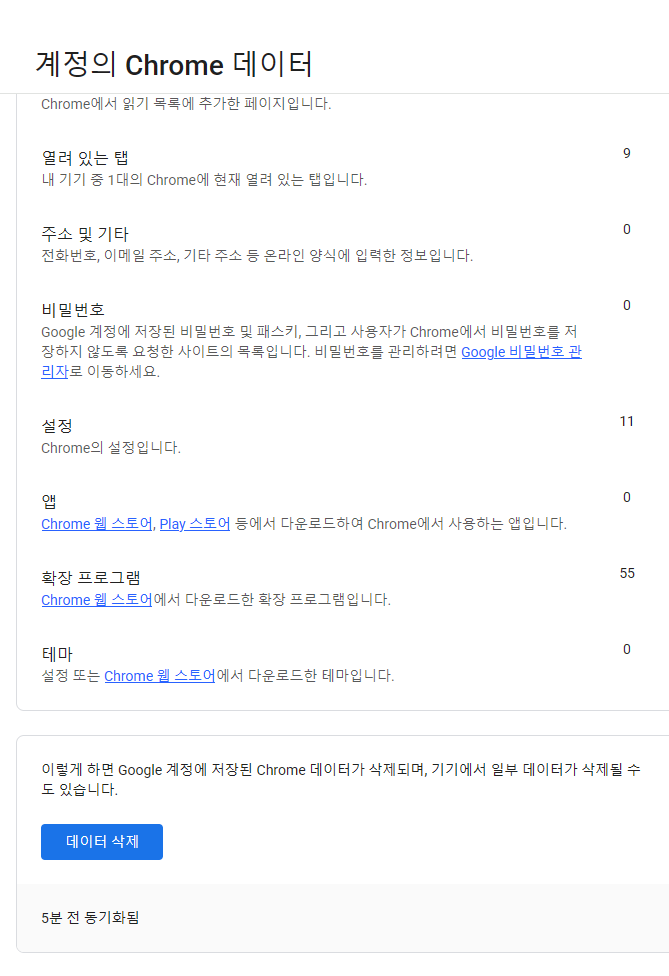 계정의 Chrome 데이터
Chrome에서 읽기 목록에 추가한 페이지입니다.
열려 있는 탭
9
내 기기 중 1대의 Chrome에 현재 열려 있는 탭입니다.
주소 및 기타
0
전화번호, 이메일 주소, 기타 주소 등 온라인 양식에 입력한 정보입니다.
비밀번호
0
Google 계정에 저장된 비밀번호 및 패스키, 그리고 사용자가 Chrome에서 비밀번호를 저
장하지 않도록 요청한 사이트의 목록입니다. 비밀번호를 관리하려면 Google 비밀번호 관
리자로 이동하세요.
설정
11
Chrome의 설정입니다.
앱
0
Chrome 웹 스토어, Play 스토어 등에서 다운로드하여 Chrome에서 사용하는 앱입니다.
확장 프로그램
55
Chrome 웹 스토어에서 다운로드한 확장 프로그램입니다.
테마
0
설정 또는 Chrome 웹 스토어에서 다운로드한 테마입니다.
이렇게 하면 Google 계정에 저장된 Chrome 데이터가 삭제되며, 기기에서 일부 데이터가 삭제될 수
도 있습니다.
데이터 삭제
5분 전 동기화됨